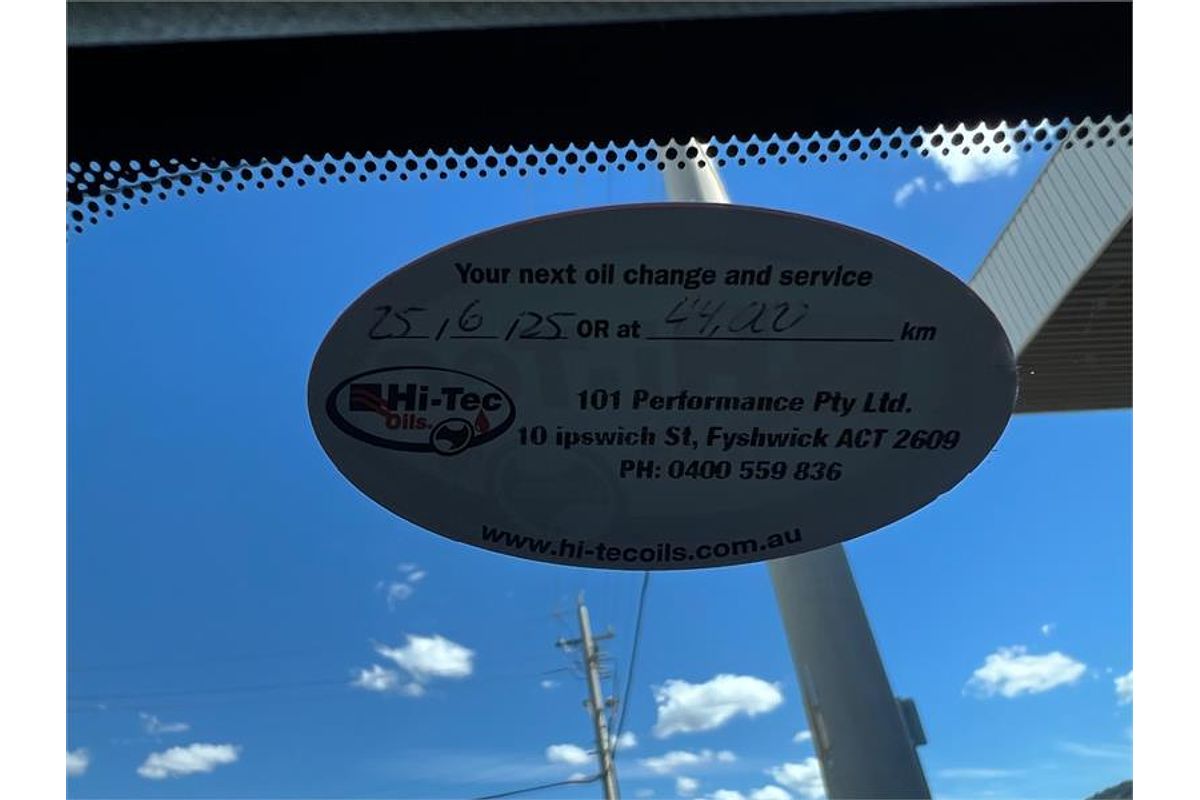 Your next oil change and service
25 / 6 / 25 OR at 44,000 km
Hi-Tec
Oils.
101 Performance Pty Ltd.
10 ipswich St, Fyshwick ACT 2609
PH: 0400 559 836
www.hi-tecoils.com.au